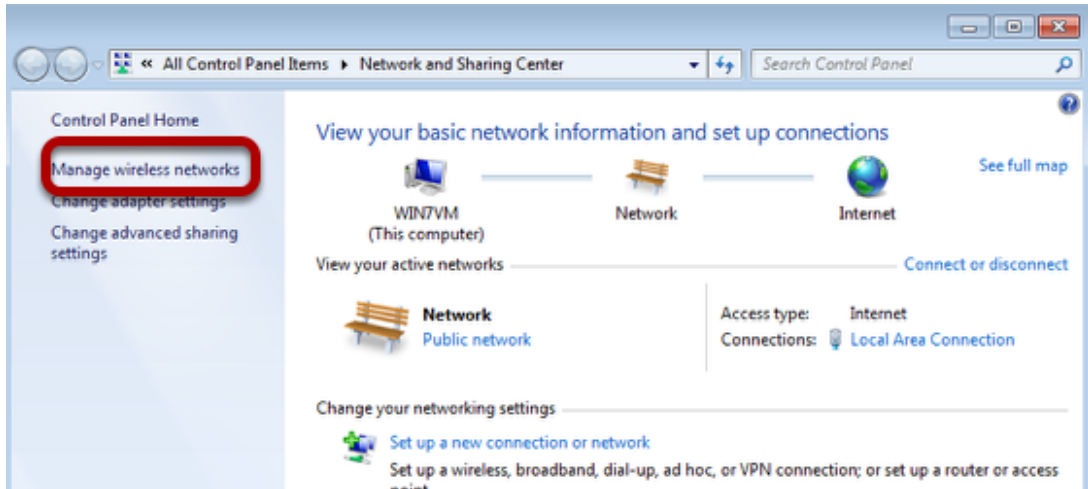 « All Control Panel Items ▸ Network and Sharing Center
Search Control Panel
Control Panel Home
Manage wireless networks
Change adapter settings
Change advanced sharing
settings
View your basic network information and set up connections
See full map
WIN7VM
(This computer)
Network
Internet
View your active networks
Connect or disconnect
Network
Public network
Access type: Internet
Connections: Local Area Connection
Change your networking settings
Set up a new connection or network
Set up a wireless, broadband, dial-up, ad hoc, or VPN connection; or set up a router or access
point.